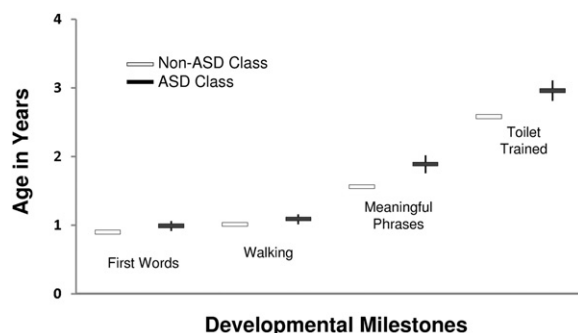 4
3
2
1
0
Age in Years
Non-ASD Class
ASD Class
First Words
Walking
Meaningful
Phrases
Toilet
Trained
Developmental Milestones